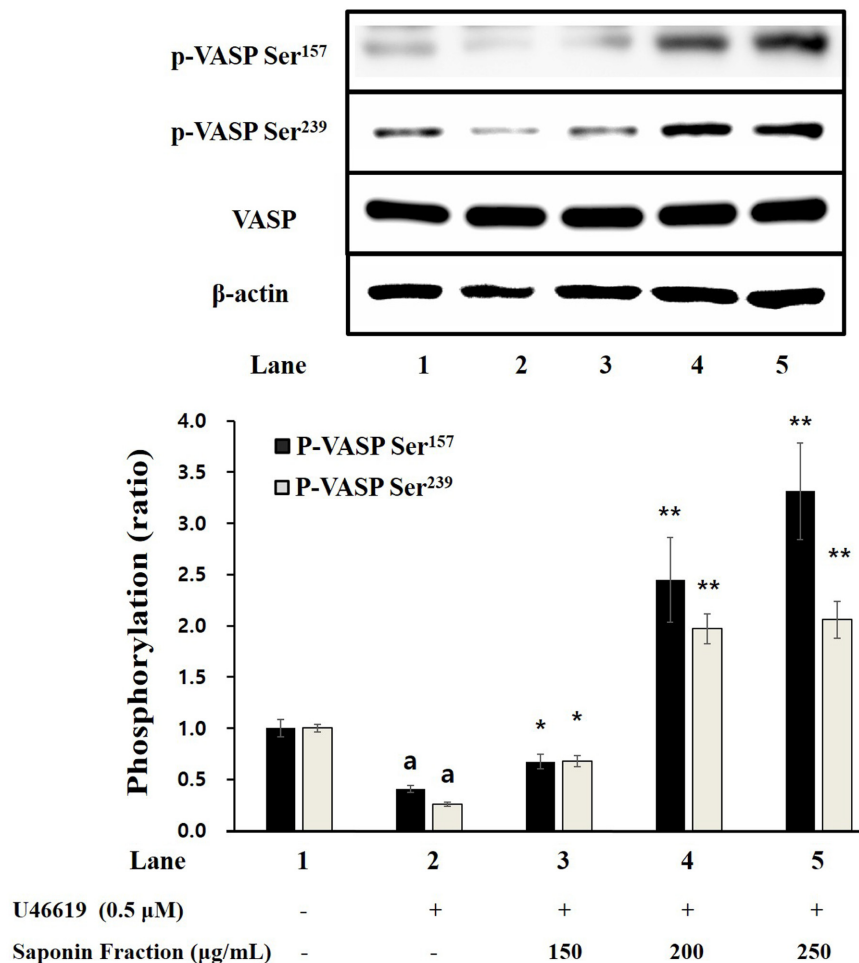 p-VASP Ser¹⁵⁷
p-VASP Ser²³⁹
VASP
β-actin
Lane 1 2 3 4 5
4.0
3.5
3.0
2.5
2.0
1.5
1.0
0.5
0.0
Phosphorylation (ratio)
P-VASP Ser¹⁵⁷
P-VASP Ser²³⁹
a a
* *
** **
** **
Lane 1 2 3 4 5
U46619 (0.5 μM) - + + + +
Saponin Fraction (μg/mL) - - 150 200 250